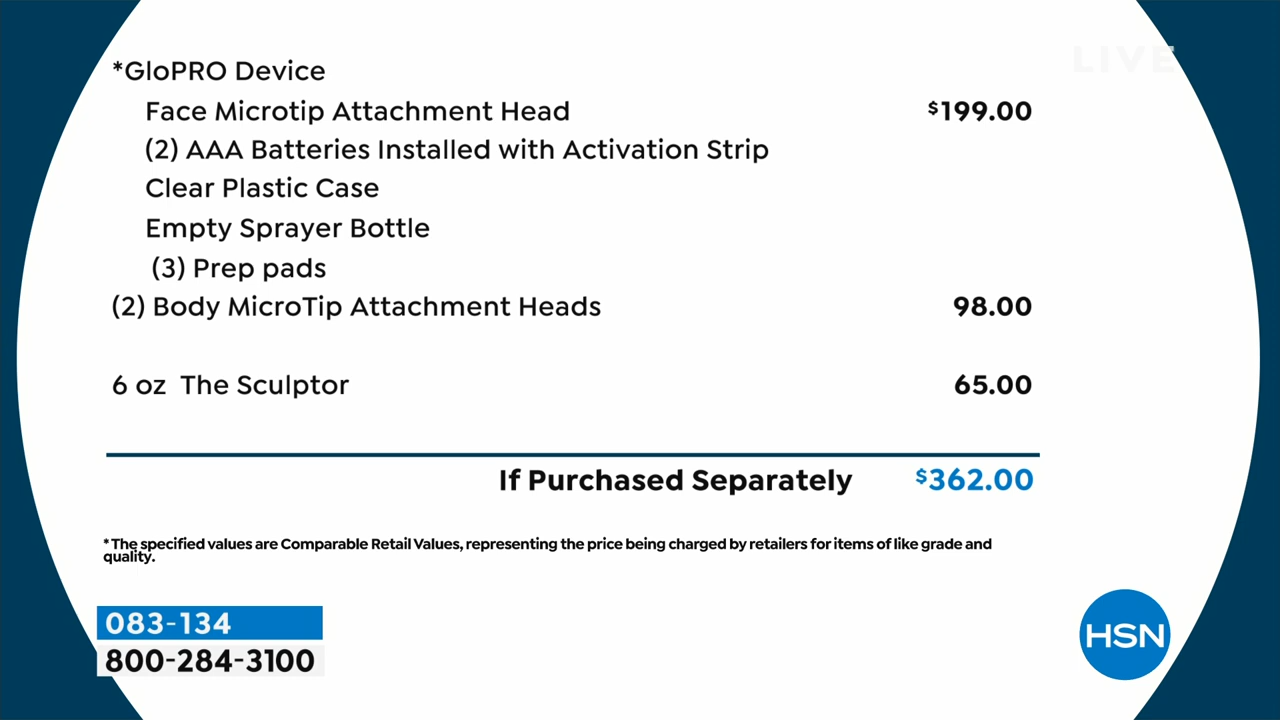 LIVE
*GloPRO Device
Face Microtip Attachment Head $199.00
(2) AAA Batteries Installed with Activation Strip
Clear Plastic Case
Empty Sprayer Bottle
(3) Prep pads
(2) Body MicroTip Attachment Heads 98.00
6 oz The Sculptor 65.00
If Purchased Separately $362.00
*The specified values are Comparable Retail Values, representing the price being charged by retailers for items of like grade and
quality.
083-134
800-284-3100
HSN